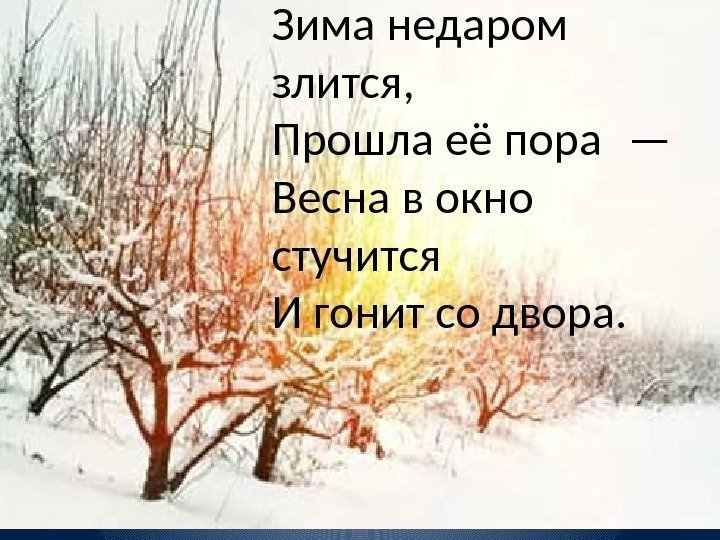 Зима недаром
злится,
Прошла её пора —
Весна в окно
стучится
И гонит со двора.